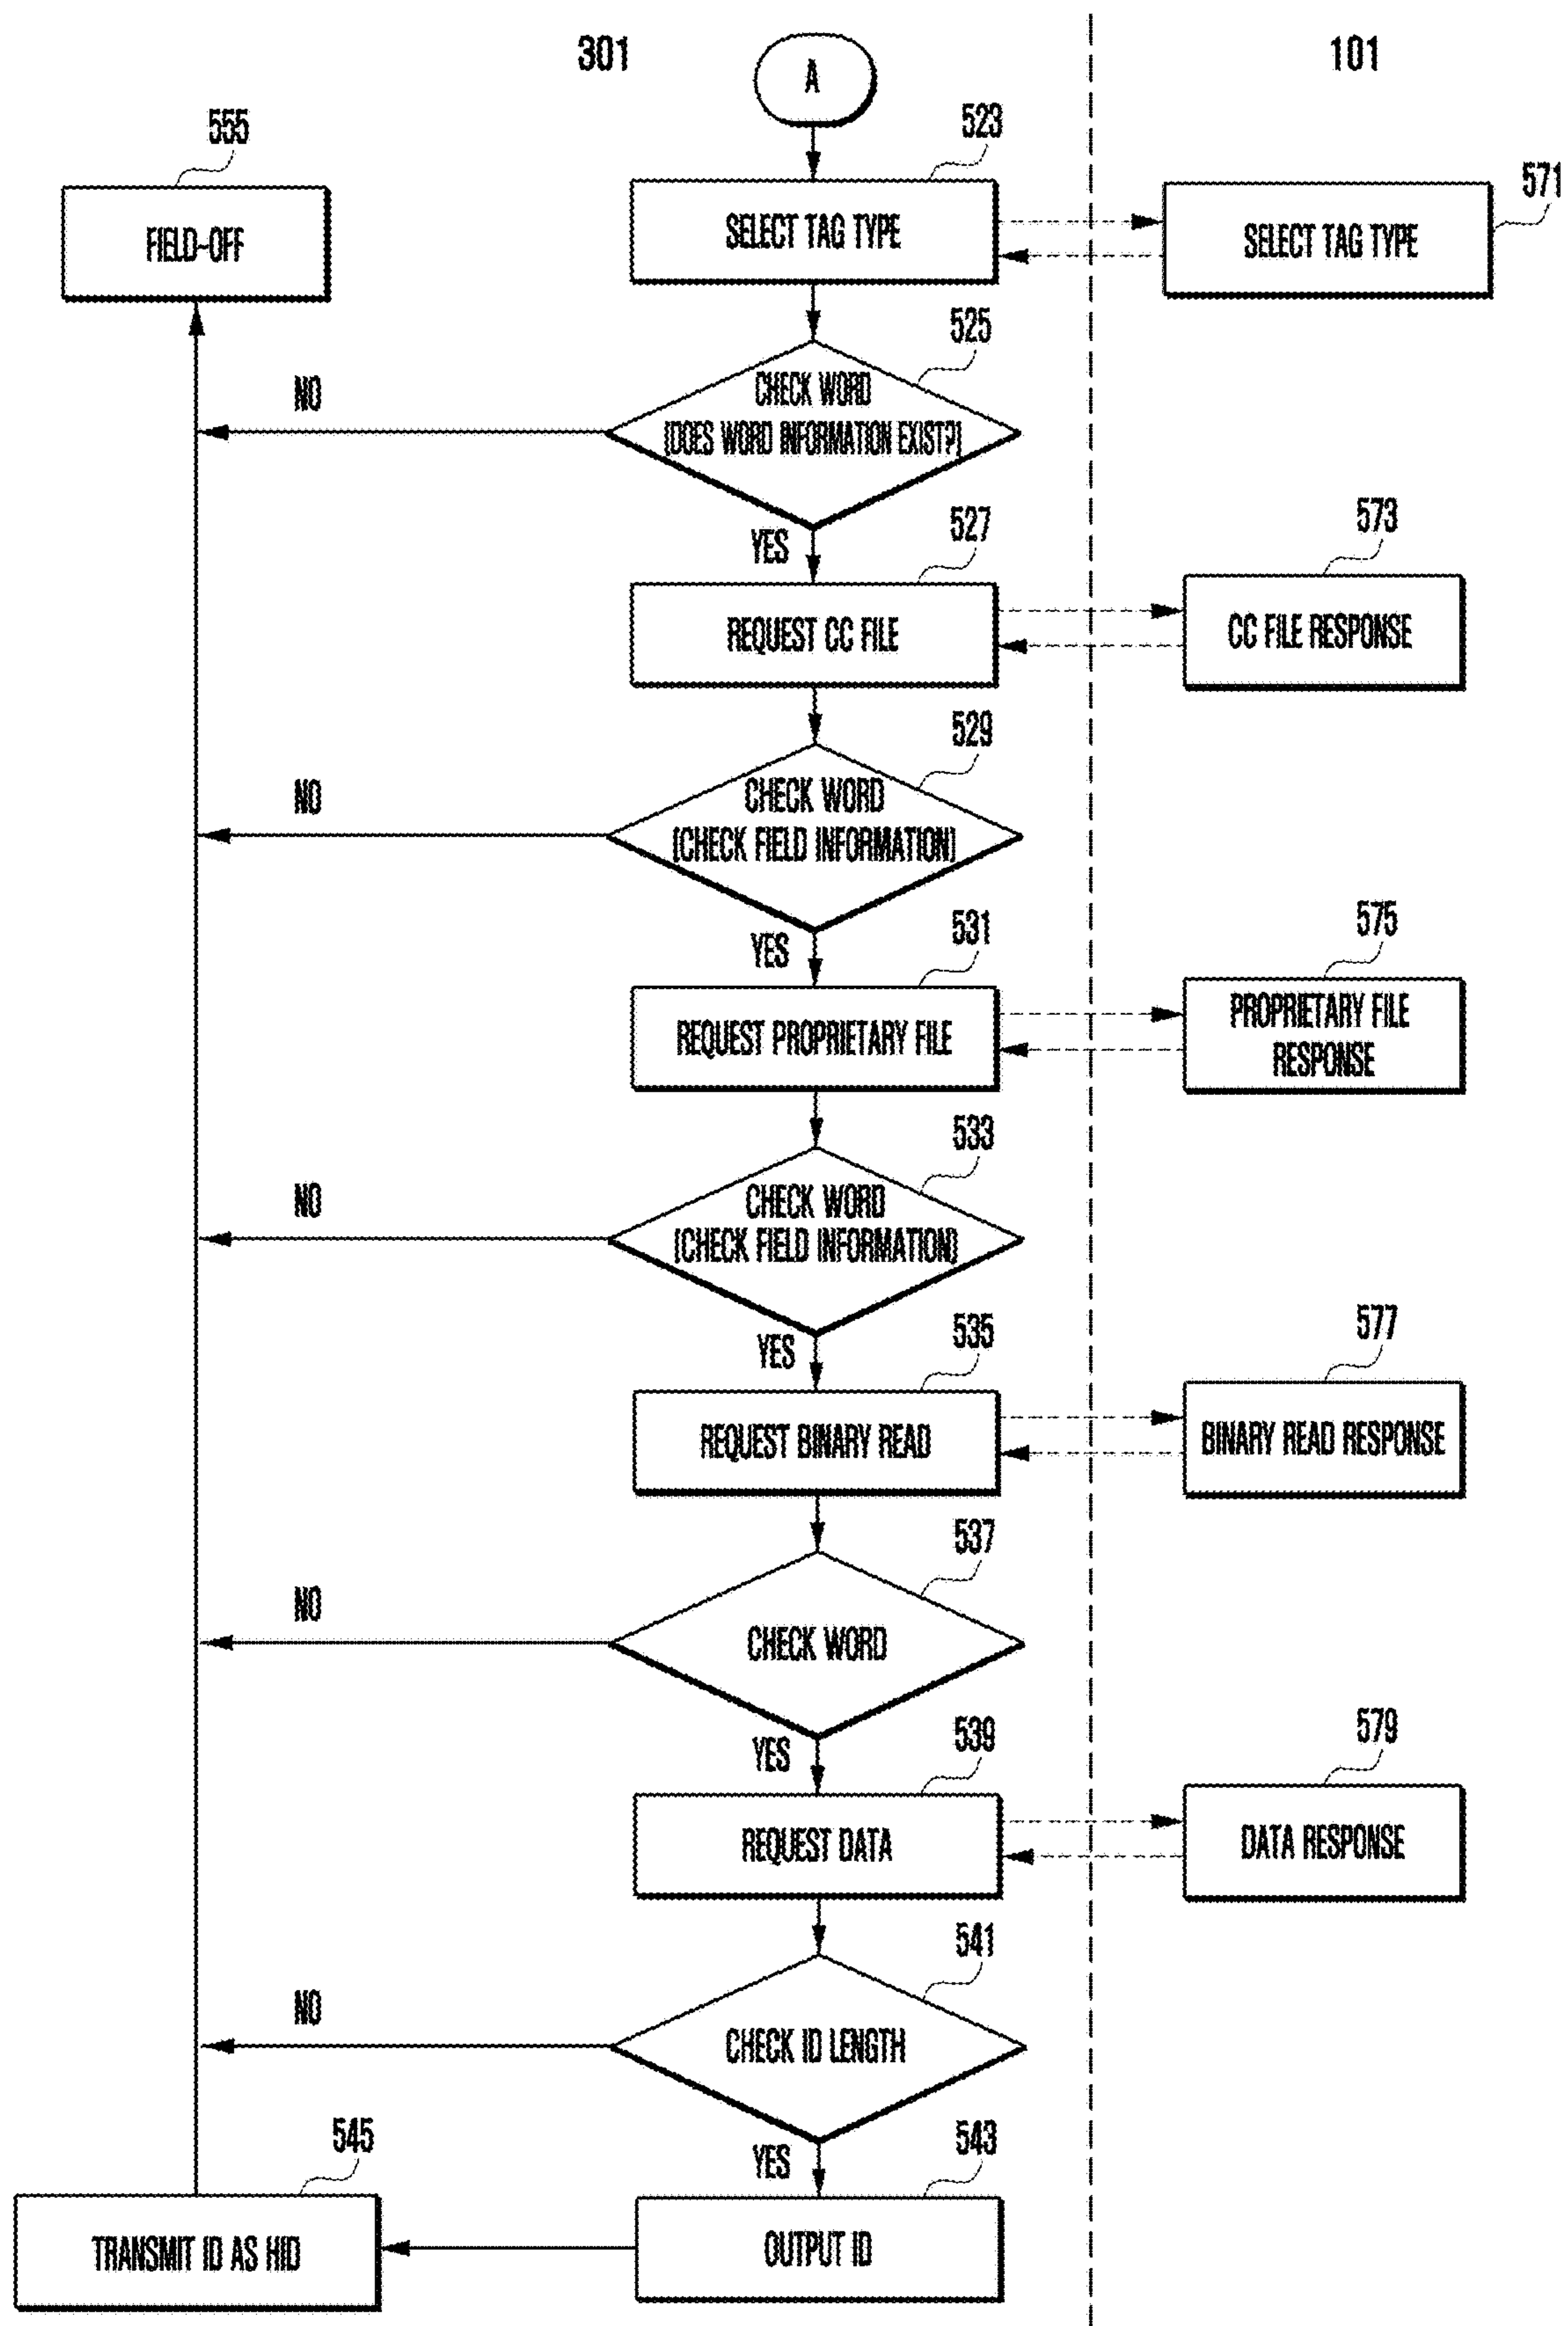 301
A
101
555
523
571
FIELD-OFF
SELECT TAG TYPE
SELECT TAG TYPE
525
NO
CHECK WORD
(DOES WORD INFORMATION EXIST?)
YES
527
573
REQUEST CC FILE
CC FILE RESPONSE
529
NO
CHECK WORD
(CHECK FIELD INFORMATION)
YES
531
575
REQUEST PROPRIETARY FILE
PROPRIETARY FILE
RESPONSE
533
NO
CHECK WORD
(CHECK FIELD INFORMATION)
YES
535
577
REQUEST BINARY READ
BINARY READ RESPONSE
537
NO
CHECK WORD
YES
539
579
REQUEST DATA
DATA RESPONSE
541
NO
CHECK ID LENGTH
545
YES
543
TRANSMIT ID AS HID
OUTPUT ID